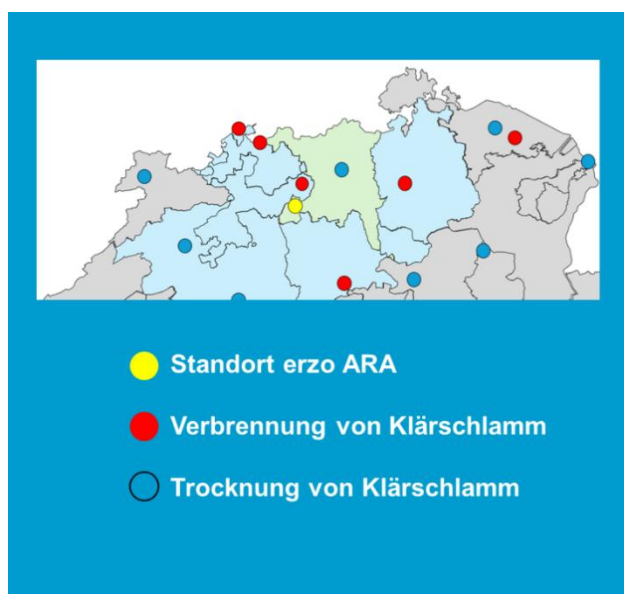 Standort erzo ARA
Verbrennung von Klärschlamm
Trocknung von Klärschlamm